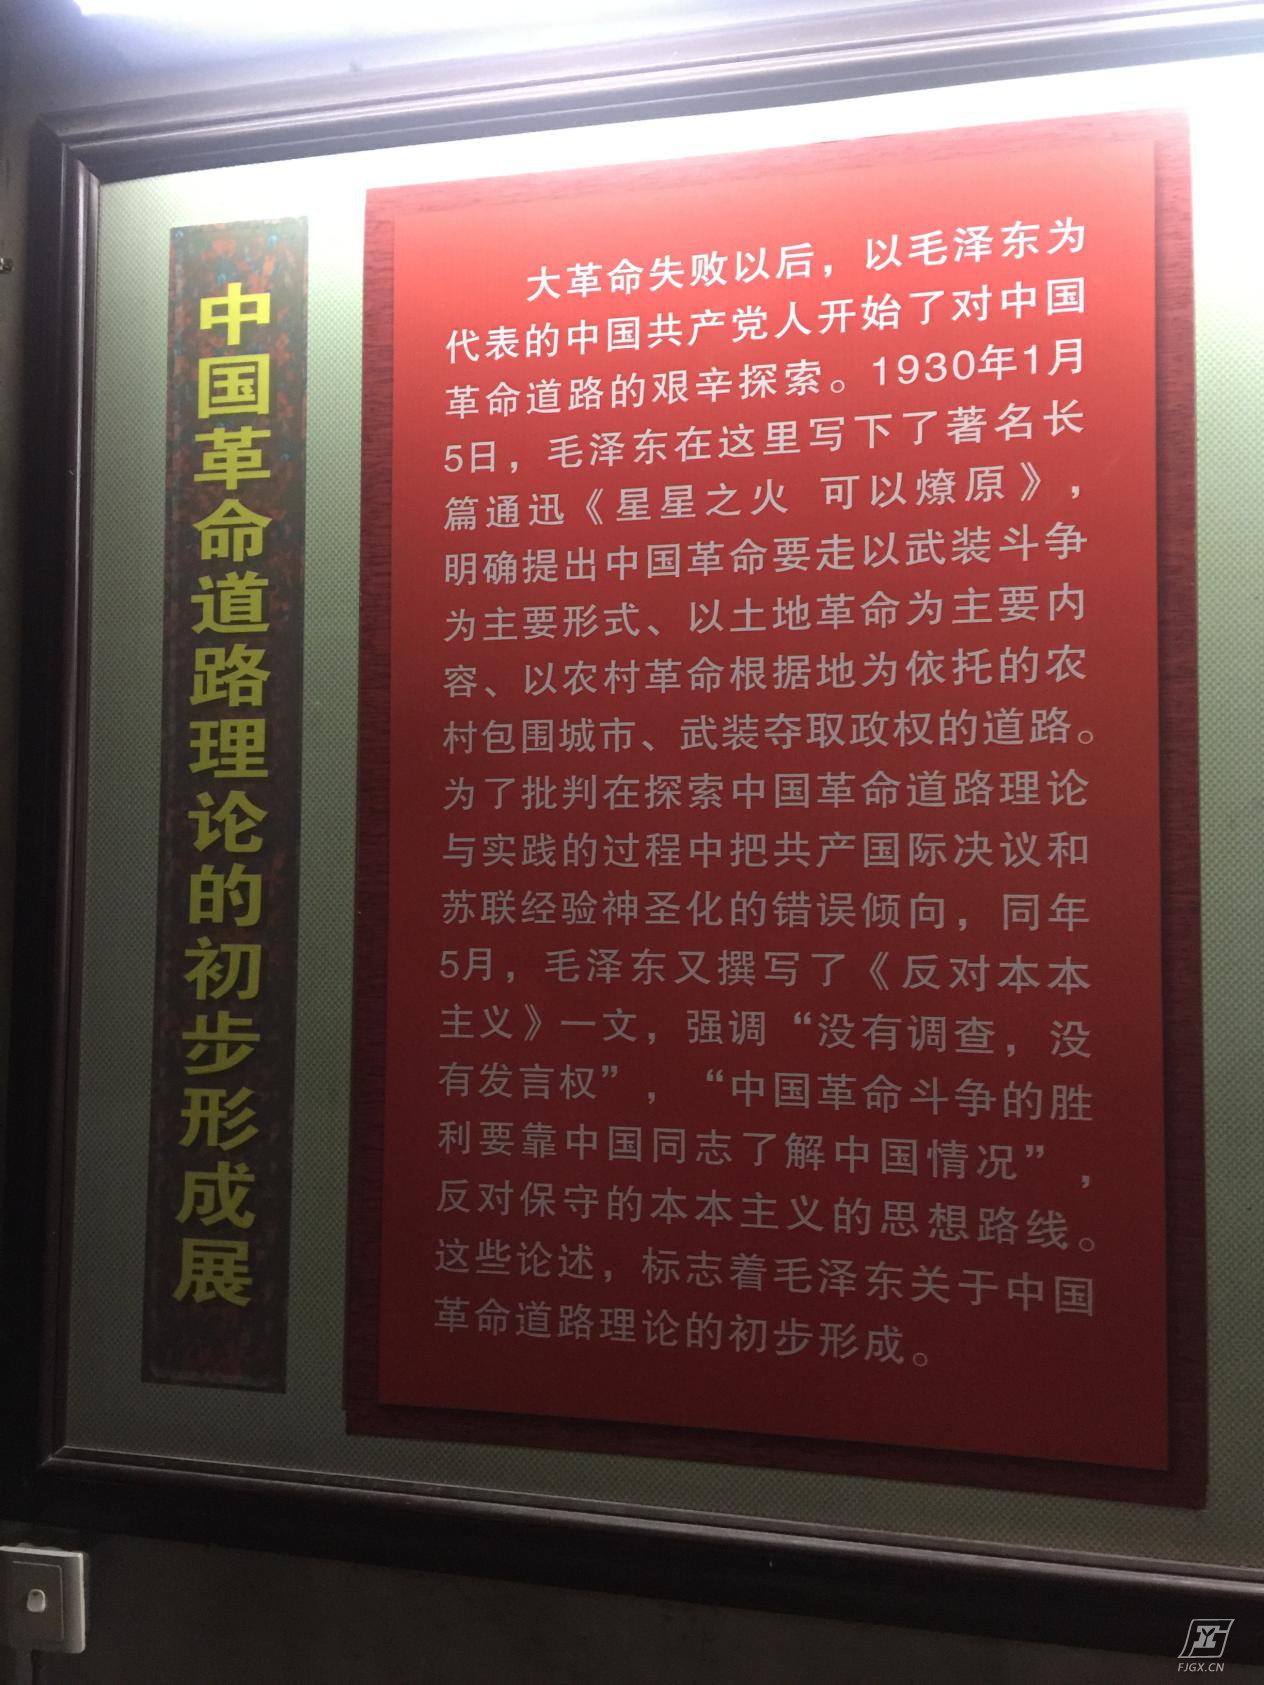 中国革命道路理论的初步形成展
大革命失败以后，以毛泽东为
代表的中国共产党人开始了对中国
革命道路的艰辛探索。1930年1月
5日，毛泽东在这里写下了著名长
篇通迅《星星之火 可以燎原》，
明确提出中国革命要走以武装斗争
为主要形式、以土地革命为主要内
容、以农村革命根据地为依托的农
村包围城市、武装夺取政权的道路。
为了批判在探索中国革命道路理论
与实践的过程中把共产国际决议和
苏联经验神圣化的错误倾向，同年
5月，毛泽东又撰写了《反对本本
主义》一文，强调“没有调查，没
有发言权”，“中国革命斗争的胜
利要靠中国同志了解中国情况”，
反对保守的本本主义的思想路线。
这些论述，标志着毛泽东关于中国
革命道路理论的初步形成。
FJGX.CN